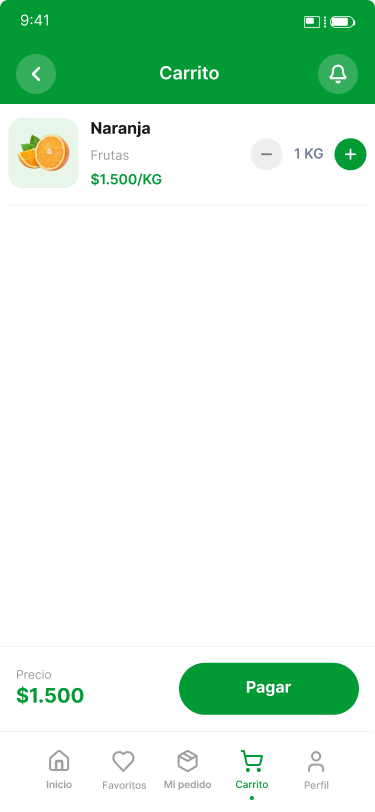 9:41
Carrito
Naranja
Frutas
$1.500/KG
1 KG
Precio
$1.500
Pagar
Inicio
Favoritos
Mi pedido
Carrito
Perfil